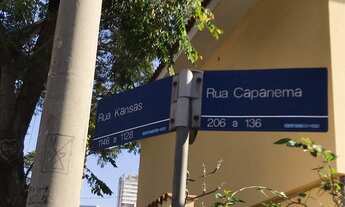 Rua Kansas
1146 a 1128
Rua Capanema
206 a 136